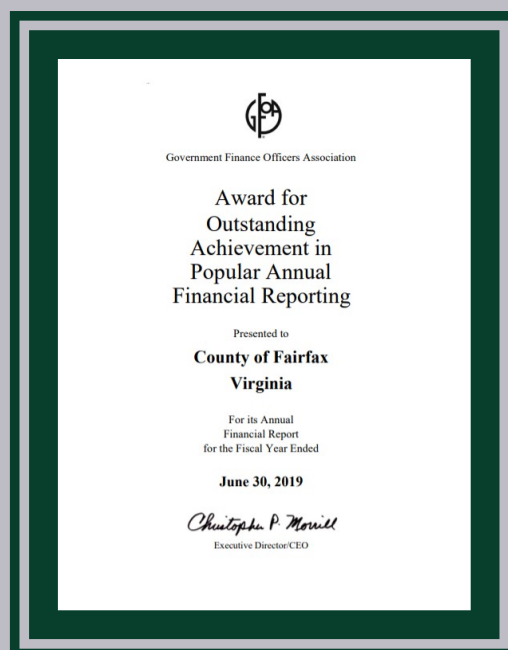 GFOA
Government Finance Officers Association
Award for
Outstanding
Achievement in
Popular Annual
Financial Reporting
Presented to
County of Fairfax
Virginia
For its Annual
Financial Report
for the Fiscal Year Ended
June 30, 2019
Christopher P. Morrill
Executive Director/CEO